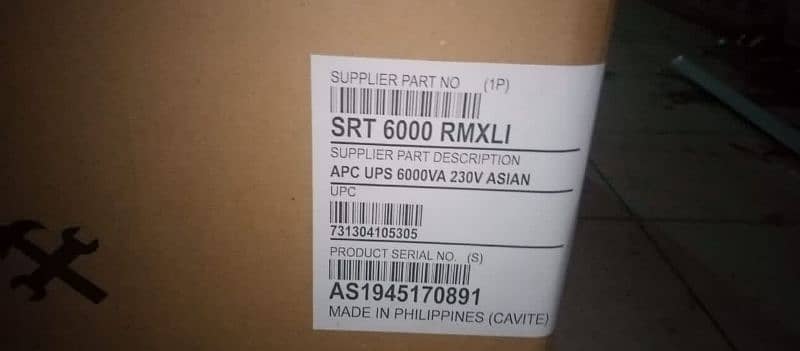 SUPPLIER PART NO (1P)
SRT 6000 RMXLI
SUPPLIER PART DESCRIPTION
APC UPS 6000VA 230V ASIAN
UPC
731304105305
PRODUCT SERIAL NO. (S)
AS1945170891
MADE IN PHILIPPINES (CAVITE)